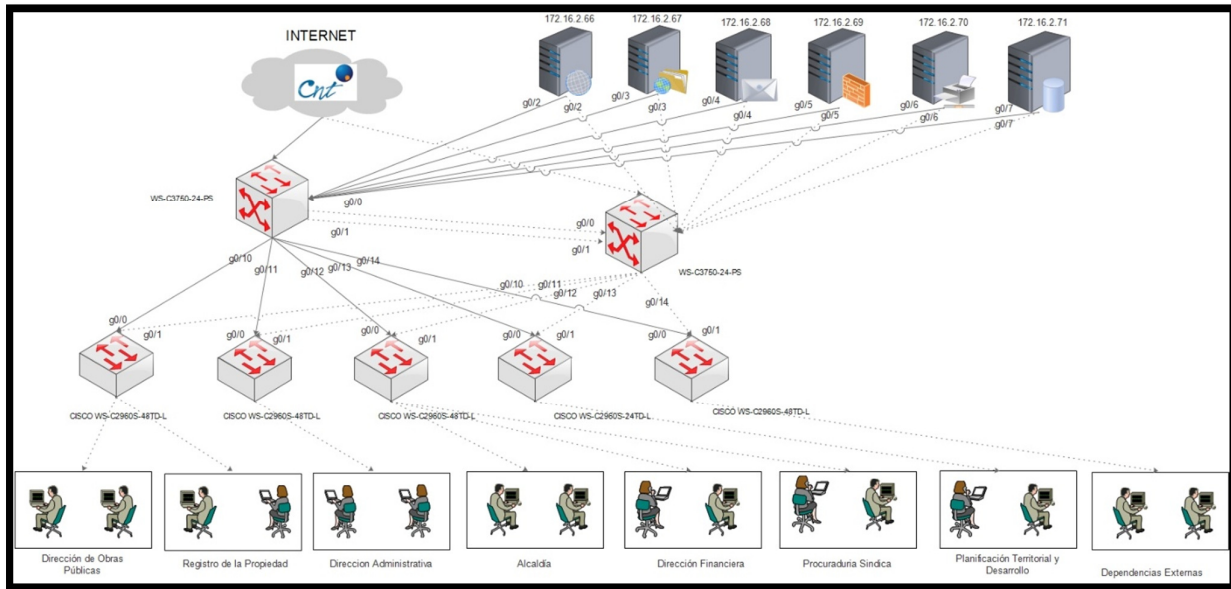 172.16.2.66
172.16.2.67
172.16.2.68
172.16.2.69
172.16.2.70
172.16.2.71
INTERNET
Cnt
g0/2
g0/2
g0/3
g0/3
g0/4
g0/4
g0/5
g0/5
g0/6
g0/6
g0/7
g0/7
WS-C3750-24-PS
g0/0
g0/1
g0/0
g0/1
WS-C3750-24-PS
g0/10
g0/11
g0/12
g0/13
g0/14
g0/10
g0/11
g0/12
g0/13
g0/14
g0/0
g0/1
g0/0
g0/1
g0/0
g0/1
g0/0
g0/1
g0/0
g0/1
CISCO WS-C2960S-48TD-L
CISCO WS-C2960S-48TD-L
CISCO WS-C2960S-48TD-L
CISCO WS-C2960S-24TD-L
CISCO WS-C2960S-48TD-L
Dirección de Obras
Públicas
Registro de la Propiedad
Direccion Administrativa
Alcaldía
Dirección Financiera
Procuraduria Sindica
Planificación Territorial y
Desarrollo
Dependencias Externas